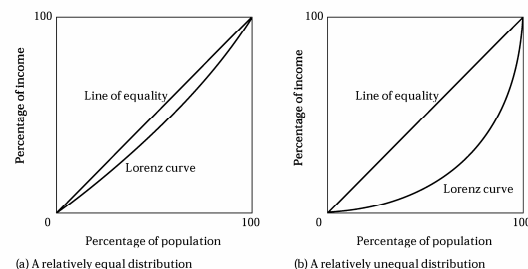 100
Percentage of income
Line of equality
Lorenz curve
0
100
Percentage of population
(a) A relatively equal distribution
100
Percentage of income
Line of equality
Lorenz curve
0
100
Percentage of population
(b) A relatively unequal distribution